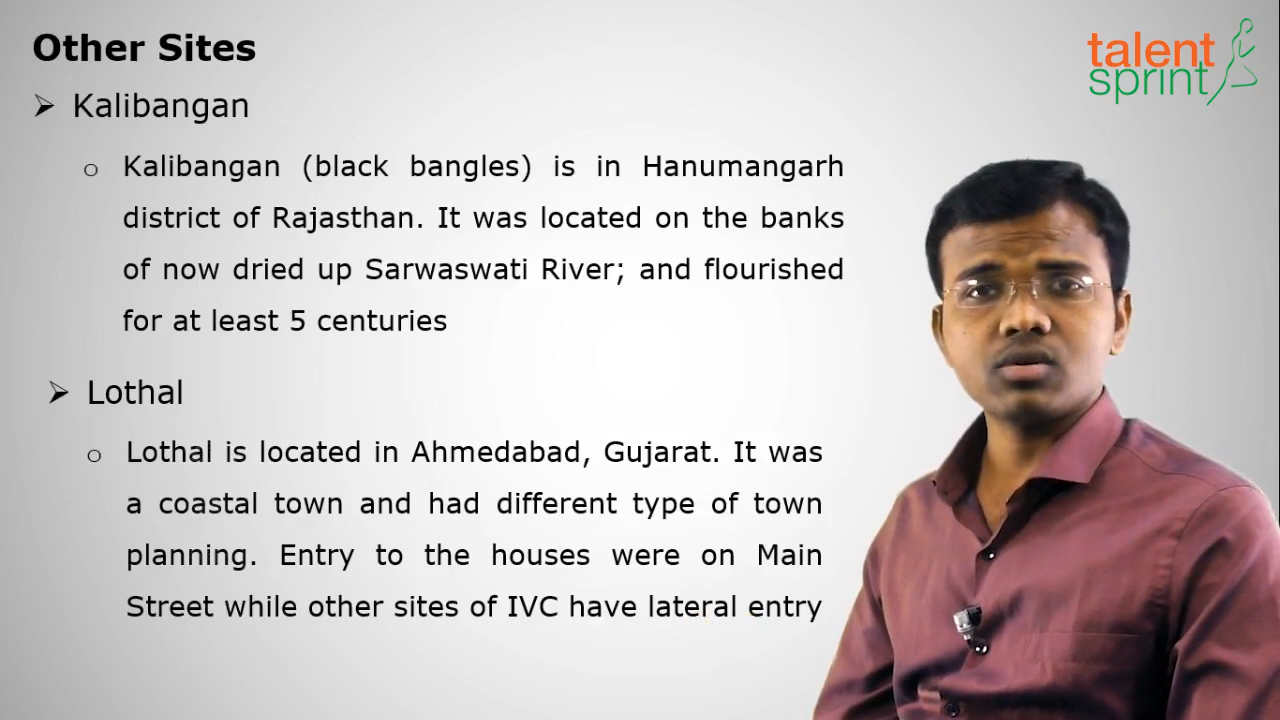 Other Sites
talent
sprint
➢ Kalibangan
o Kalibangan (black bangles) is in Hanumangarh
district of Rajasthan. It was located on the banks
of now dried up Sarwaswati River; and flourished
for at least 5 centuries
➢ Lothal
o Lothal is located in Ahmedabad, Gujarat. It was
a coastal town and had different type of town
planning. Entry to the houses were on Main
Street while other sites of IVC have lateral entry